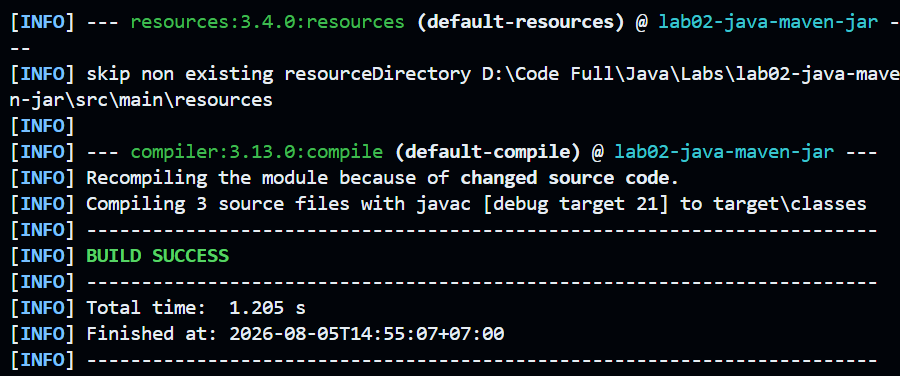 [INFO] --- resources:3.4.0:resources (default-resources) @ lab02-java-maven-jar -
--
[INFO] skip non existing resourceDirectory D:\Code Full\Java\Labs\lab02-java-mave
n-jar\src\main\resources
[INFO]
[INFO] --- compiler:3.13.0:compile (default-compile) @ lab02-java-maven-jar ---
[INFO] Recompiling the module because of changed source code.
[INFO] Compiling 3 source files with javac [debug target 21] to target\classes
[INFO] ------------------------------------------------------------------------
[INFO] BUILD SUCCESS
[INFO] ------------------------------------------------------------------------
[INFO] Total time:  1.205 s
[INFO] Finished at: 2026-08-05T14:55:07+07:00
[INFO] ------------------------------------------------------------------------